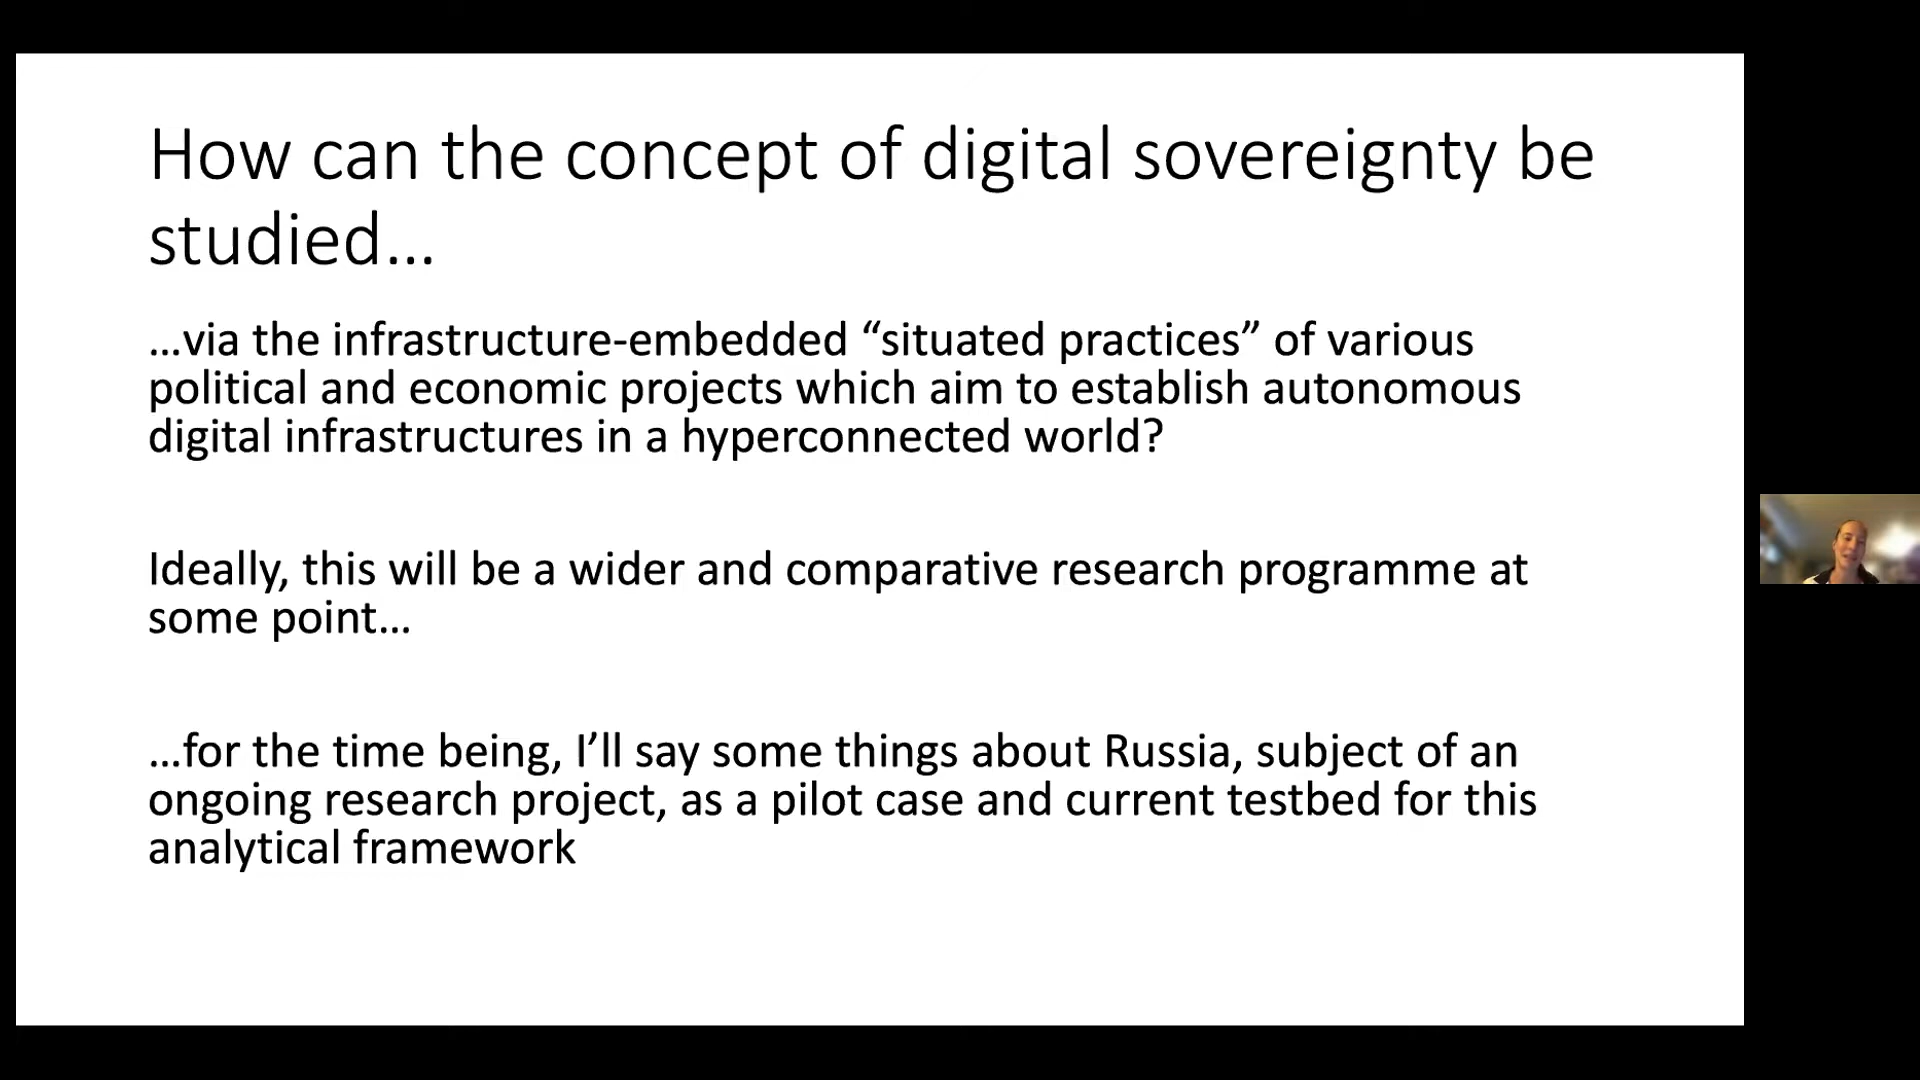 How can the concept of digital sovereignty be
studied...
...via the infrastructure-embedded “situated practices” of various
political and economic projects which aim to establish autonomous
digital infrastructures in a hyperconnected world?
Ideally, this will be a wider and comparative research programme at
some point...
...for the time being, I’ll say some things about Russia, subject of an
ongoing research project, as a pilot case and current testbed for this
analytical framework